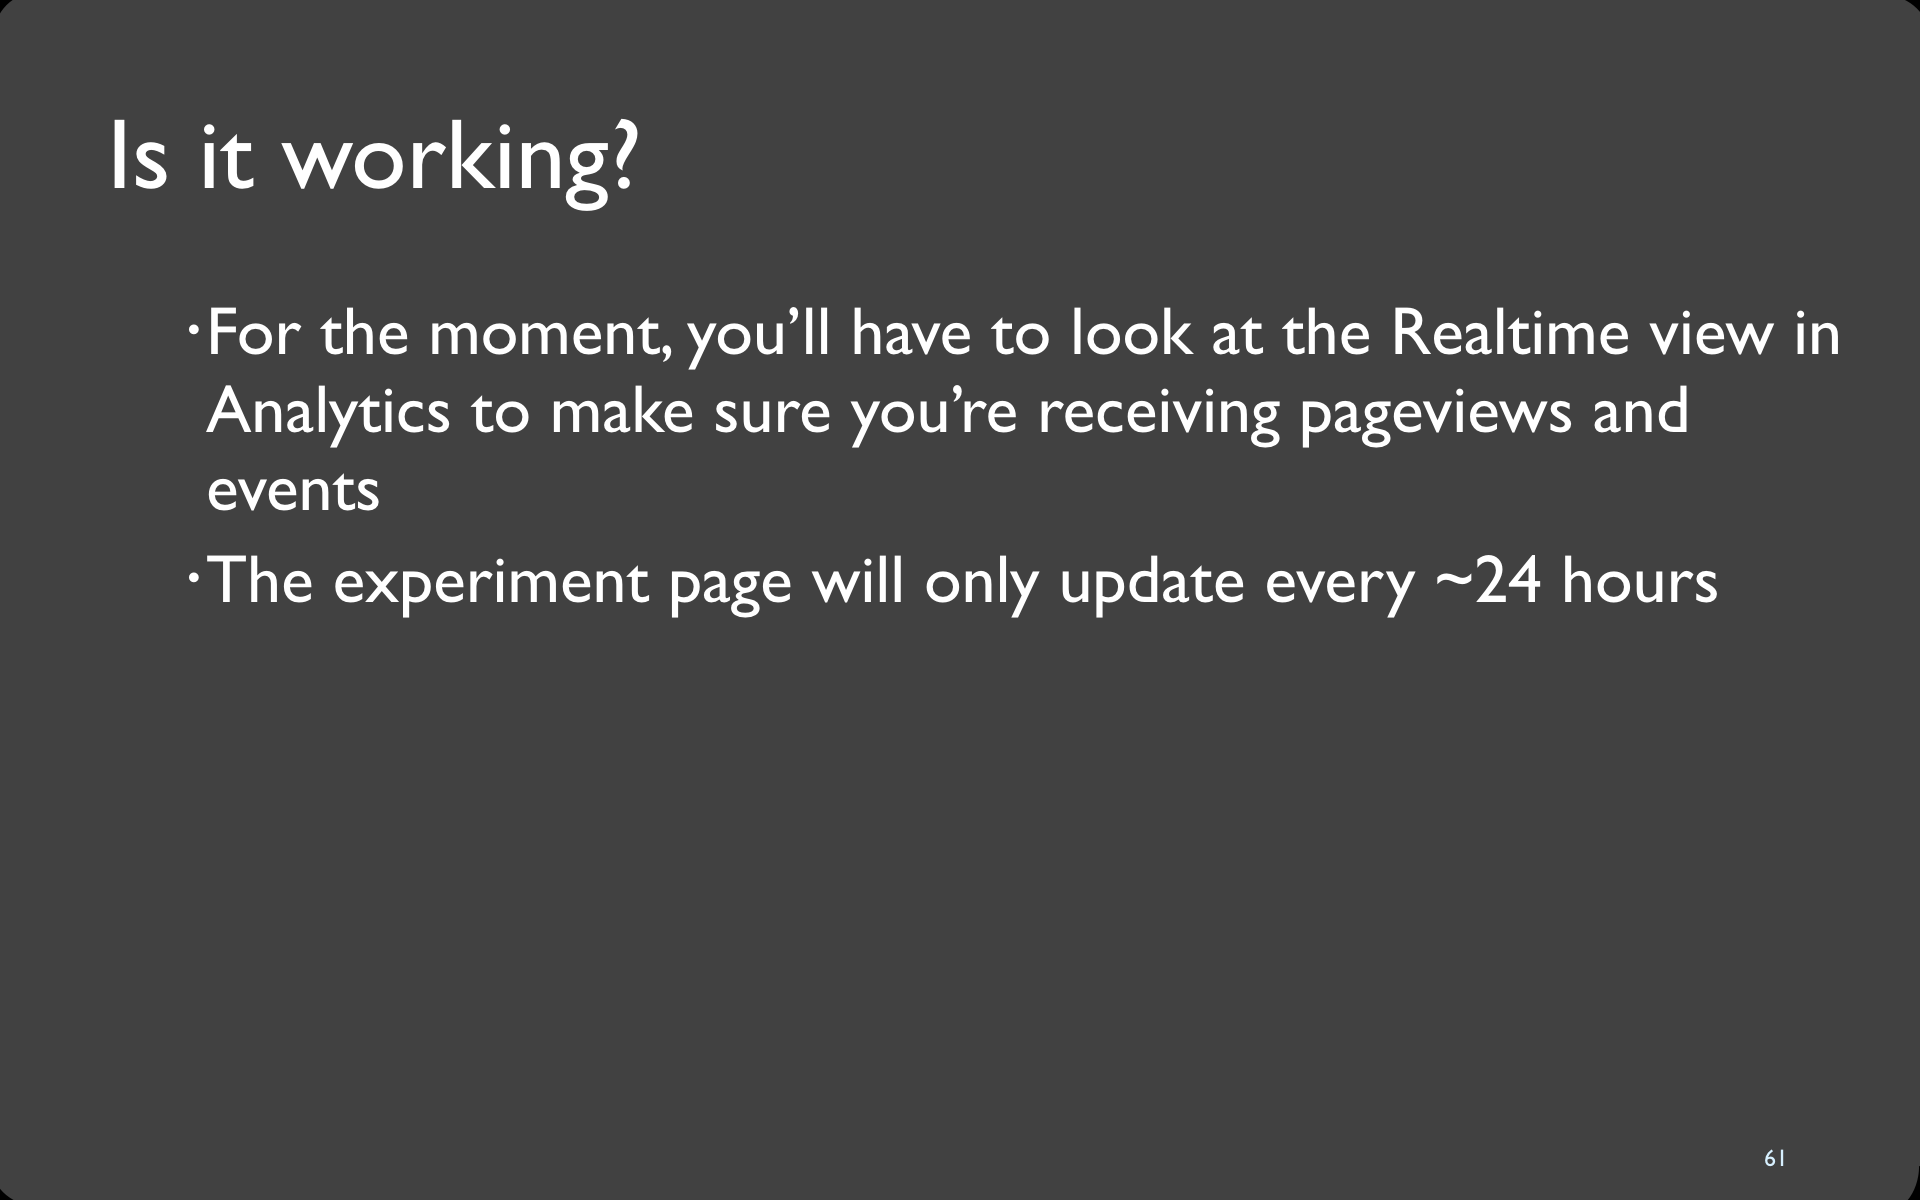 Is it working?
·For the moment, you’ll have to look at the Realtime view in
Analytics to make sure you’re receiving pageviews and
events
·The experiment page will only update every ~24 hours
61